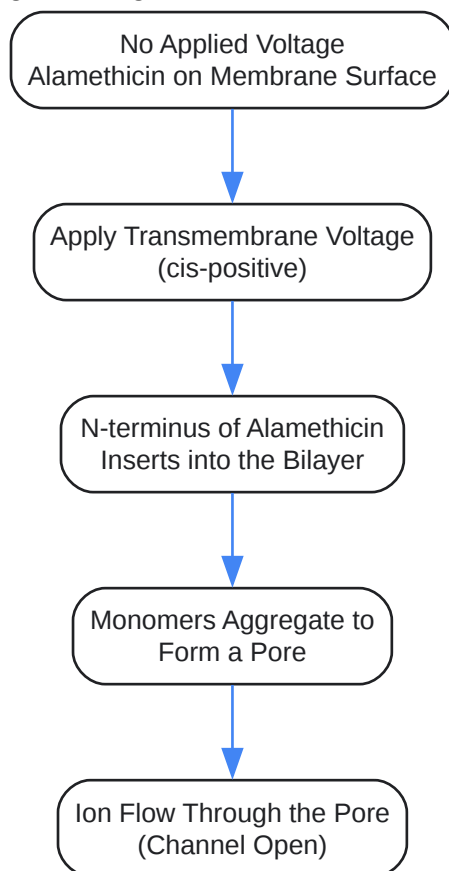 No Applied Voltage
Alamethicin on Membrane Surface
Apply Transmembrane Voltage
(cis-positive)
N-terminus of Alamethicin
Inserts into the Bilayer
Monomers Aggregate to
Form a Pore
Ion Flow Through the Pore
(Channel Open)